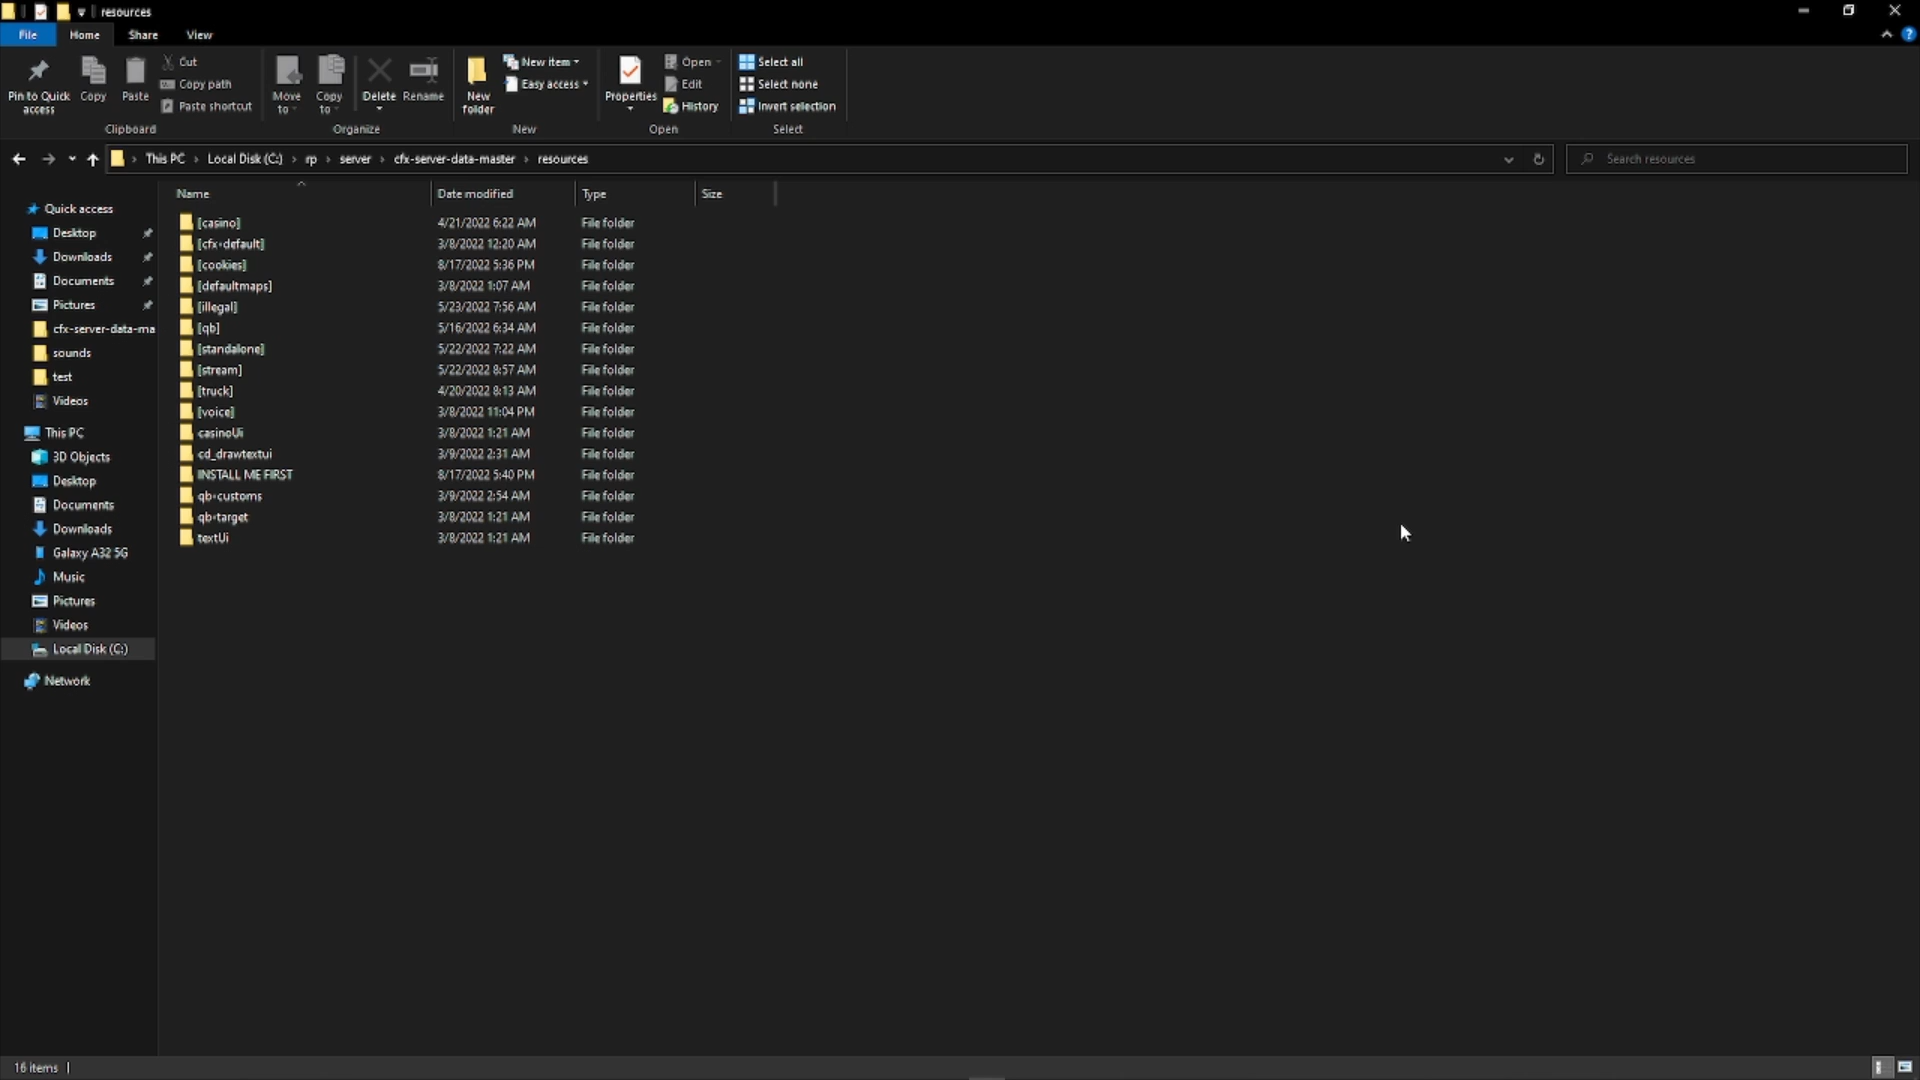 resources
File Home Share View
Pin to Quick access
Copy
Paste
Cut
Copy path
Paste shortcut
Clipboard
Move to
Copy to
Delete
Rename
Organize
New folder
New item
Easy access
New
Properties
Open
Edit
History
Open
Select all
Select none
Invert selection
Select
This PC › Local Disk (C:) › rp › server › cfx-server-data-master › resources
Search resources
Name Date modified Type Size
[casino] 4/21/2022 6:22 AM File folder
[cfx-default] 3/8/2022 12:20 AM File folder
[cookies] 8/17/2022 5:36 PM File folder
[defaultmaps] 3/8/2022 1:07 AM File folder
[illegal] 5/23/2022 7:56 AM File folder
[qb] 5/16/2022 6:34 AM File folder
[standalone] 5/22/2022 7:22 AM File folder
[stream] 5/22/2022 8:57 AM File folder
[truck] 4/20/2022 8:13 AM File folder
[voice] 3/8/2022 11:04 PM File folder
casinoUi 3/8/2022 1:21 AM File folder
cd_drawtextui 3/9/2022 2:31 AM File folder
INSTALL ME FIRST 8/17/2022 5:40 PM File folder
qb-customs 3/9/2022 2:54 AM File folder
qb-target 3/8/2022 1:21 AM File folder
textUi 3/8/2022 1:21 AM File folder
Quick access
Desktop
Downloads
Documents
Pictures
cfx-server-data-ma
sounds
test
Videos
This PC
3D Objects
Desktop
Documents
Downloads
Galaxy A32 5G
Music
Pictures
Videos
Local Disk (C:)
Network
16 items